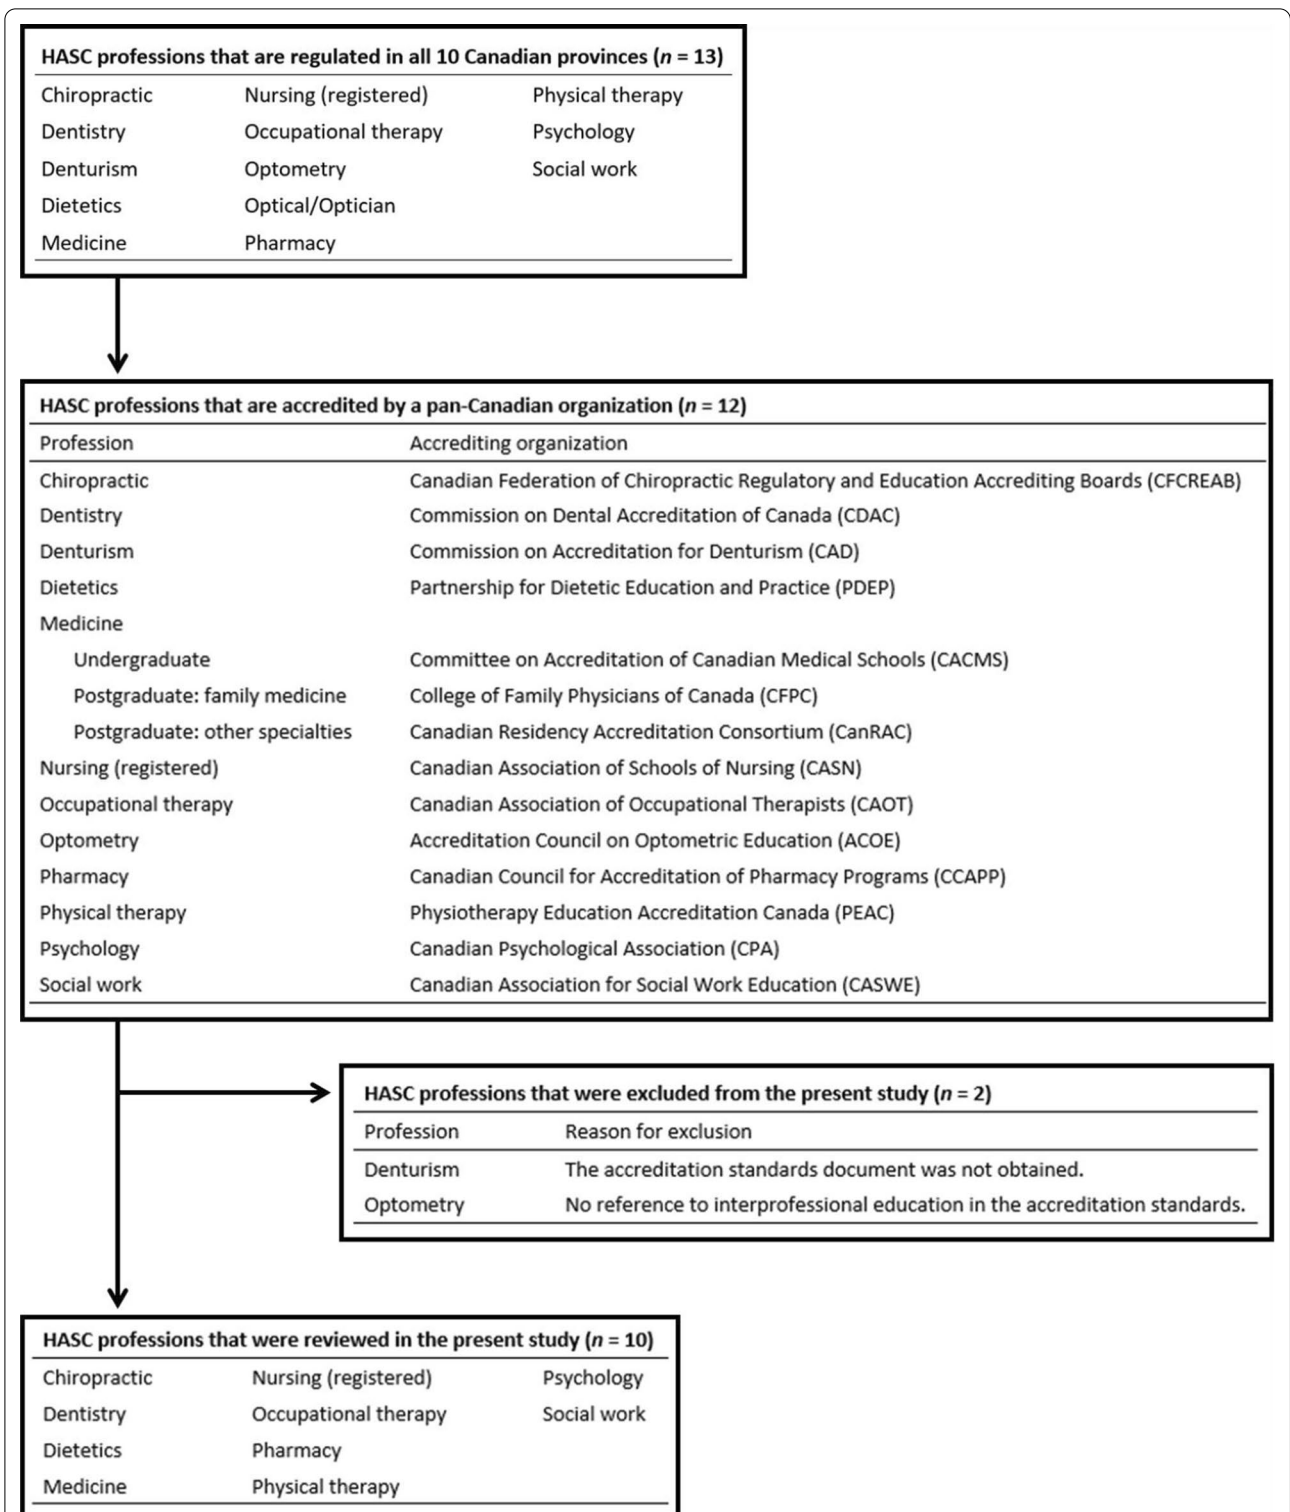 HASC professions that are regulated in all 10 Canadian provinces (n = 13)
Chiropractic Nursing (registered) Physical therapy
Dentistry Occupational therapy Psychology
Denturism Optometry Social work
Dietetics Optical/Optician
Medicine Pharmacy
HASC professions that are accredited by a pan-Canadian organization (n = 12)
Profession Accrediting organization
Chiropractic Canadian Federation of Chiropractic Regulatory and Education Accrediting Boards (CFCREAB)
Dentistry Commission on Dental Accreditation of Canada (CDAC)
Denturism Commission on Accreditation for Denturism (CAD)
Dietetics Partnership for Dietetic Education and Practice (PDEP)
Medicine
Undergraduate Committee on Accreditation of Canadian Medical Schools (CACMS)
Postgraduate: family medicine College of Family Physicians of Canada (CFPC)
Postgraduate: other specialties Canadian Residency Accreditation Consortium (CanRAC)
Nursing (registered) Canadian Association of Schools of Nursing (CASN)
Occupational therapy Canadian Association of Occupational Therapists (CAOT)
Optometry Accreditation Council on Optometric Education (ACOE)
Pharmacy Canadian Council for Accreditation of Pharmacy Programs (CCAPP)
Physical therapy Physiotherapy Education Accreditation Canada (PEAC)
Psychology Canadian Psychological Association (CPA)
Social work Canadian Association for Social Work Education (CASWE)
HASC professions that were excluded from the present study (n = 2)
Profession Reason for exclusion
Denturism The accreditation standards document was not obtained.
Optometry No reference to interprofessional education in the accreditation standards.
HASC professions that were reviewed in the present study (n = 10)
Chiropractic Nursing (registered) Psychology
Dentistry Occupational therapy Social work
Dietetics Pharmacy
Medicine Physical therapy